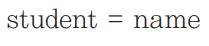 student = name